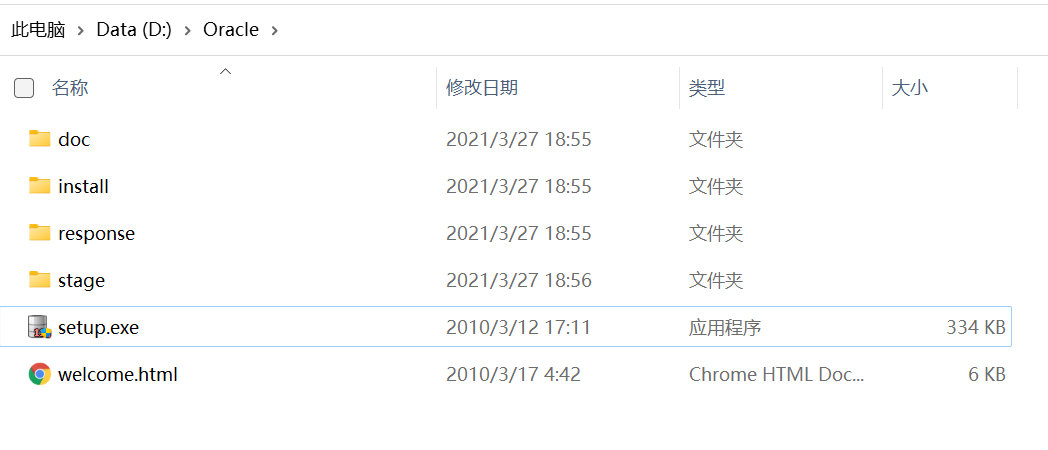 此电脑 > Data (D:) > Oracle >
名称 修改日期 类型 大小
doc 2021/3/27 18:55 文件夹
install 2021/3/27 18:55 文件夹
response 2021/3/27 18:55 文件夹
stage 2021/3/27 18:56 文件夹
setup.exe 2010/3/12 17:11 应用程序 334 KB
welcome.html 2010/3/17 4:42 Chrome HTML Doc... 6 KB